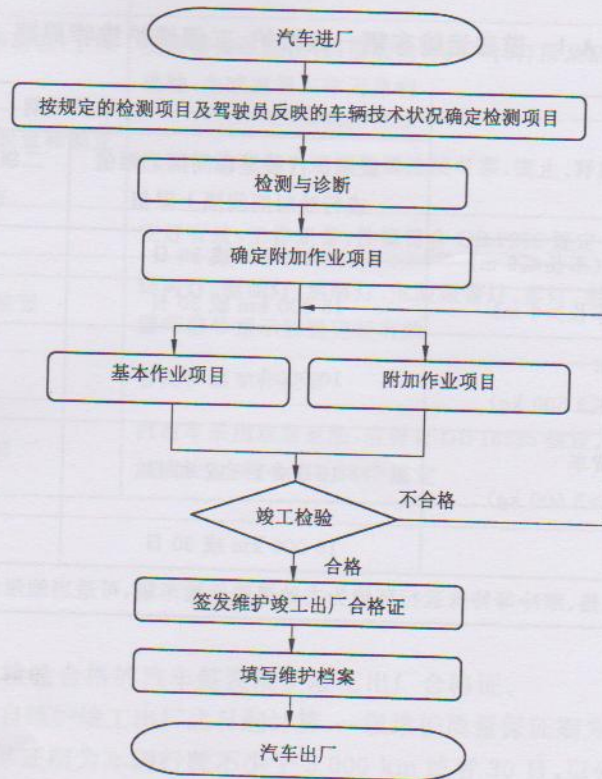 汽车进厂
按规定的检测项目及驾驶员反映的车辆技术状况确定检测项目
检测与诊断
确定附加作业项目
基本作业项目
附加作业项目
竣工检验
不合格
合格
签发维护竣工出厂合格证
填写维护档案
汽车出厂